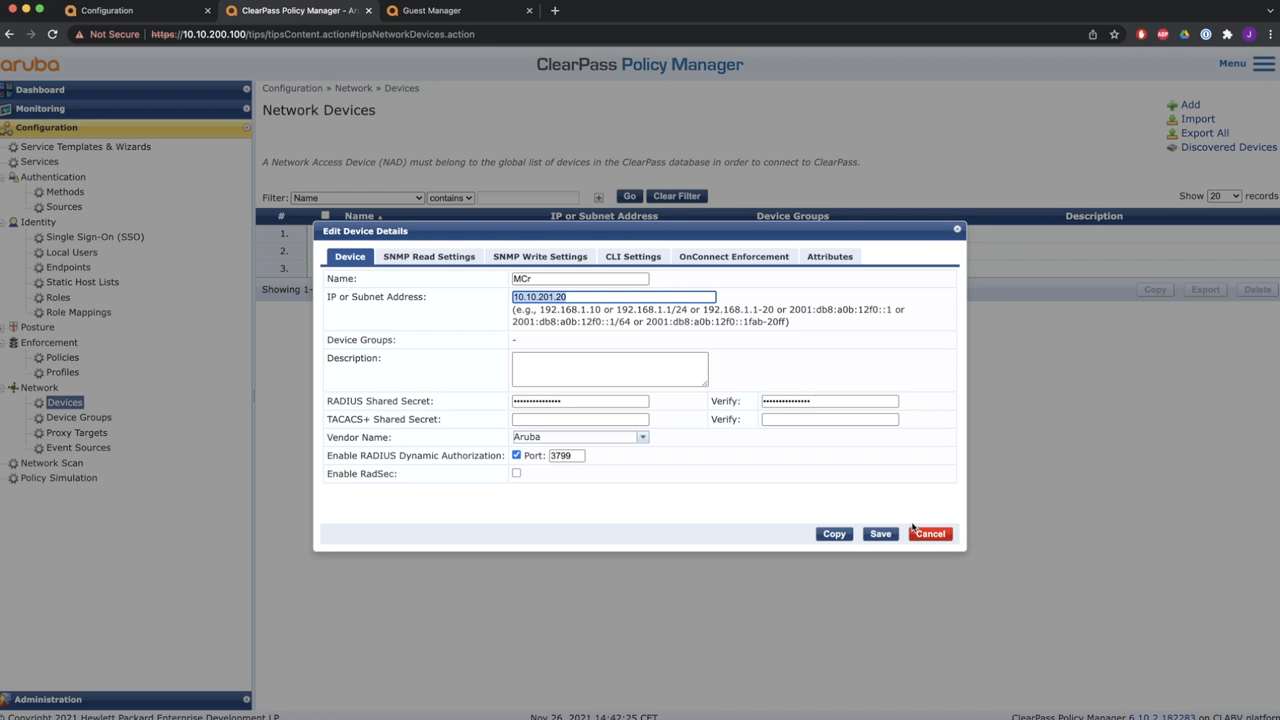 Configuration ×
ClearPass Policy Manager - Aru ×
Guest Manager ×
Not Secure https://10.10.200.100/tips/tipsContent.action#tipsNetworkDevices.action
aruba
ClearPass Policy Manager
Menu
Dashboard
Monitoring
Configuration
Service Templates & Wizards
Services
Authentication
Methods
Sources
Identity
Single Sign-On (SSO)
Local Users
Endpoints
Static Host Lists
Roles
Role Mappings
Posture
Enforcement
Policies
Profiles
Network
Devices
Device Groups
Proxy Targets
Event Sources
Network Scan
Policy Simulation
Administration
Configuration » Network » Devices
Network Devices
Add
Import
Export All
Discovered Devices
A Network Access Device (NAD) must belong to the global list of devices in the ClearPass database in order to connect to ClearPass.
Filter: Name contains + Go Clear Filter Show 20 records
# Name IP or Subnet Address Device Groups Description
1.
2.
3.
Showing 1-
Copy Export Delete
Edit Device Details
Device SNMP Read Settings SNMP Write Settings CLI Settings OnConnect Enforcement Attributes
Name: MCr
IP or Subnet Address: 10.10.201.20
(e.g., 192.168.1.10 or 192.168.1.1/24 or 192.168.1.1-20 or 2001:db8:a0b:12f0::1 or
2001:db8:a0b:12f0::1/64 or 2001:db8:a0b:12f0::1fab-20ff)
Device Groups: -
Description:
RADIUS Shared Secret: ••••••••••••••• Verify: •••••••••••••••
TACACS+ Shared Secret: Verify:
Vendor Name: Aruba
Enable RADIUS Dynamic Authorization: Port: 3799
Enable RadSec:
Copy Save Cancel
© Copyright 2021 Hewlett Packard Enterprise Development LP
Nov 26, 2021 14:42:25 CET
ClearPass Policy Manager 6.10.2.182283 on CLABV platform